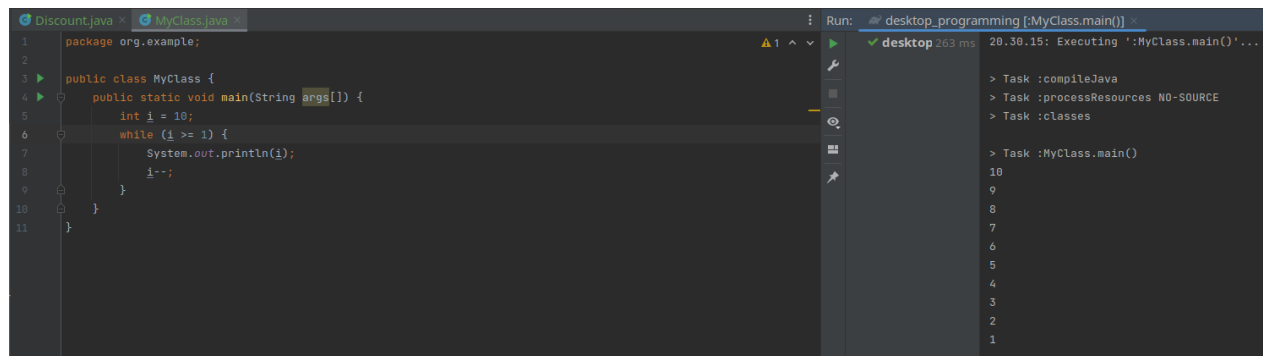 Discount.java × MyClass.java ×
1 package org.example;
2
3 public class MyClass {
4 public static void main(String args[]) {
5 int i = 10;
6 while (i >= 1) {
7 System.out.println(i);
8 i--;
9 }
10 }
11 }
1
Run: desktop_programming [:MyClass.main()] ×
desktop 263 ms
20.30.15: Executing ':MyClass.main()'...
> Task :compileJava
> Task :processResources NO-SOURCE
> Task :classes
> Task :MyClass.main()
10
9
8
7
6
5
4
3
2
1